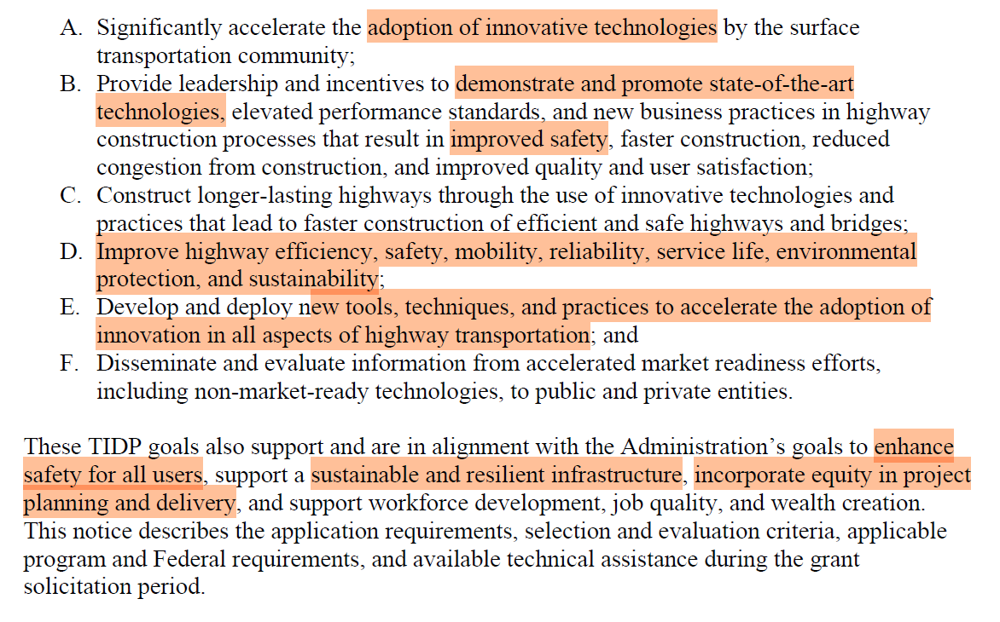 A. Significantly accelerate the adoption of innovative technologies by the surface
transportation community;
B. Provide leadership and incentives to demonstrate and promote state-of-the-art
technologies, elevated performance standards, and new business practices in highway
construction processes that result in improved safety, faster construction, reduced
congestion from construction, and improved quality and user satisfaction;
C. Construct longer-lasting highways through the use of innovative technologies and
practices that lead to faster construction of efficient and safe highways and bridges;
D. Improve highway efficiency, safety, mobility, reliability, service life, environmental
protection, and sustainability;
E. Develop and deploy new tools, techniques, and practices to accelerate the adoption of
innovation in all aspects of highway transportation; and
F. Disseminate and evaluate information from accelerated market readiness efforts,
including non-market-ready technologies, to public and private entities.
These TIDP goals also support and are in alignment with the Administration’s goals to enhance
safety for all users, support a sustainable and resilient infrastructure, incorporate equity in project
planning and delivery, and support workforce development, job quality, and wealth creation.
This notice describes the application requirements, selection and evaluation criteria, applicable
program and Federal requirements, and available technical assistance during the grant
solicitation period.